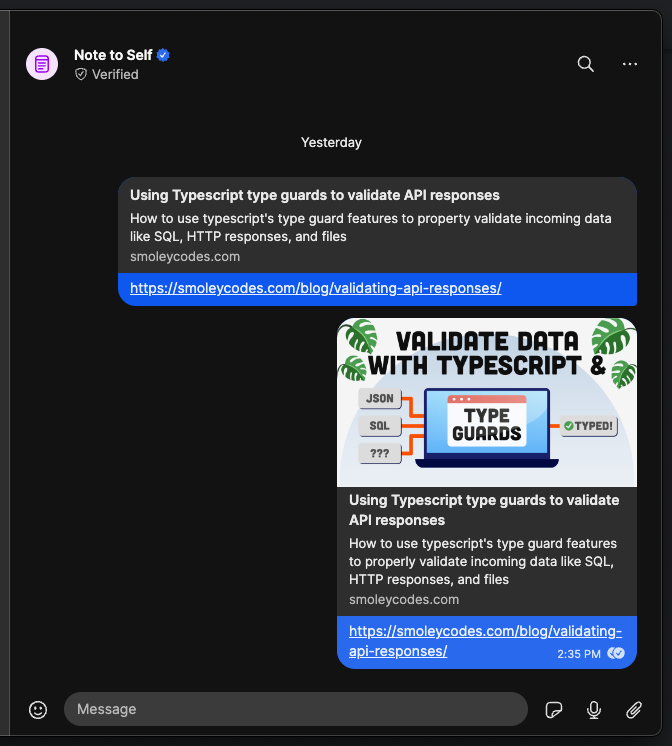 Note to Self
Verified
Yesterday
Using Typescript type guards to validate API responses
How to use typescript's type guard features to property validate incoming data
like SQL, HTTP responses, and files
smoleycodes.com
https://smoleycodes.com/blog/validating-api-responses/
VALIDATE DATA
WITH TYPESCRIPT &
JSON
SQL
???
TYPE
GUARDS
TYPED!
Using Typescript type guards to validate
API responses
How to use typescript's type guard features
to properly validate incoming data like SQL,
HTTP responses, and files
smoleycodes.com
https://smoleycodes.com/blog/validating-
api-responses/
2:35 PM
Message